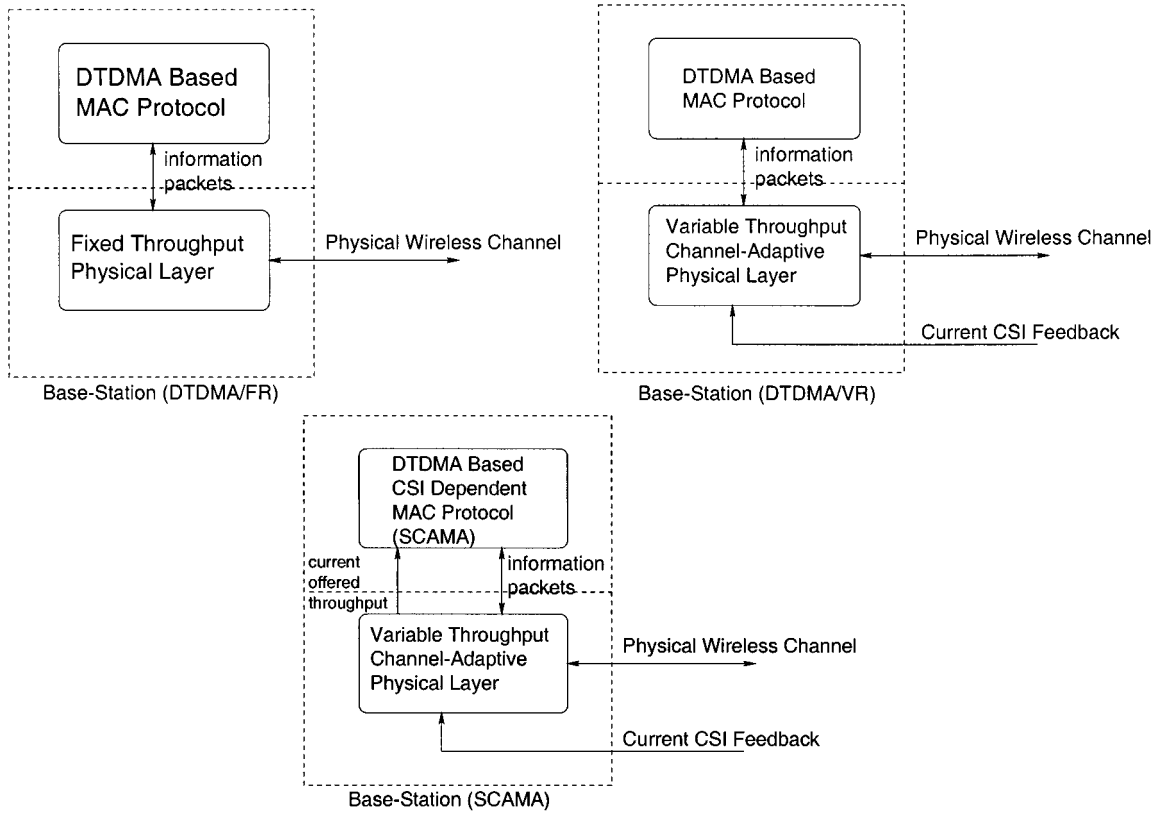 DTDMA Based
MAC Protocol
information
packets
Fixed Throughput
Physical Layer
Physical Wireless Channel
Base-Station (DTDMA/FR)
DTDMA Based
MAC Protocol
information
packets
Variable Throughput
Channel-Adaptive
Physical Layer
Physical Wireless Channel
Current CSI Feedback
Base-Station (DTDMA/VR)
DTDMA Based
CSI Dependent
MAC Protocol
(SCAMA)
current
offered
throughput
information
packets
Variable Throughput
Channel-Adaptive
Physical Layer
Physical Wireless Channel
Current CSI Feedback
Base-Station (SCAMA)